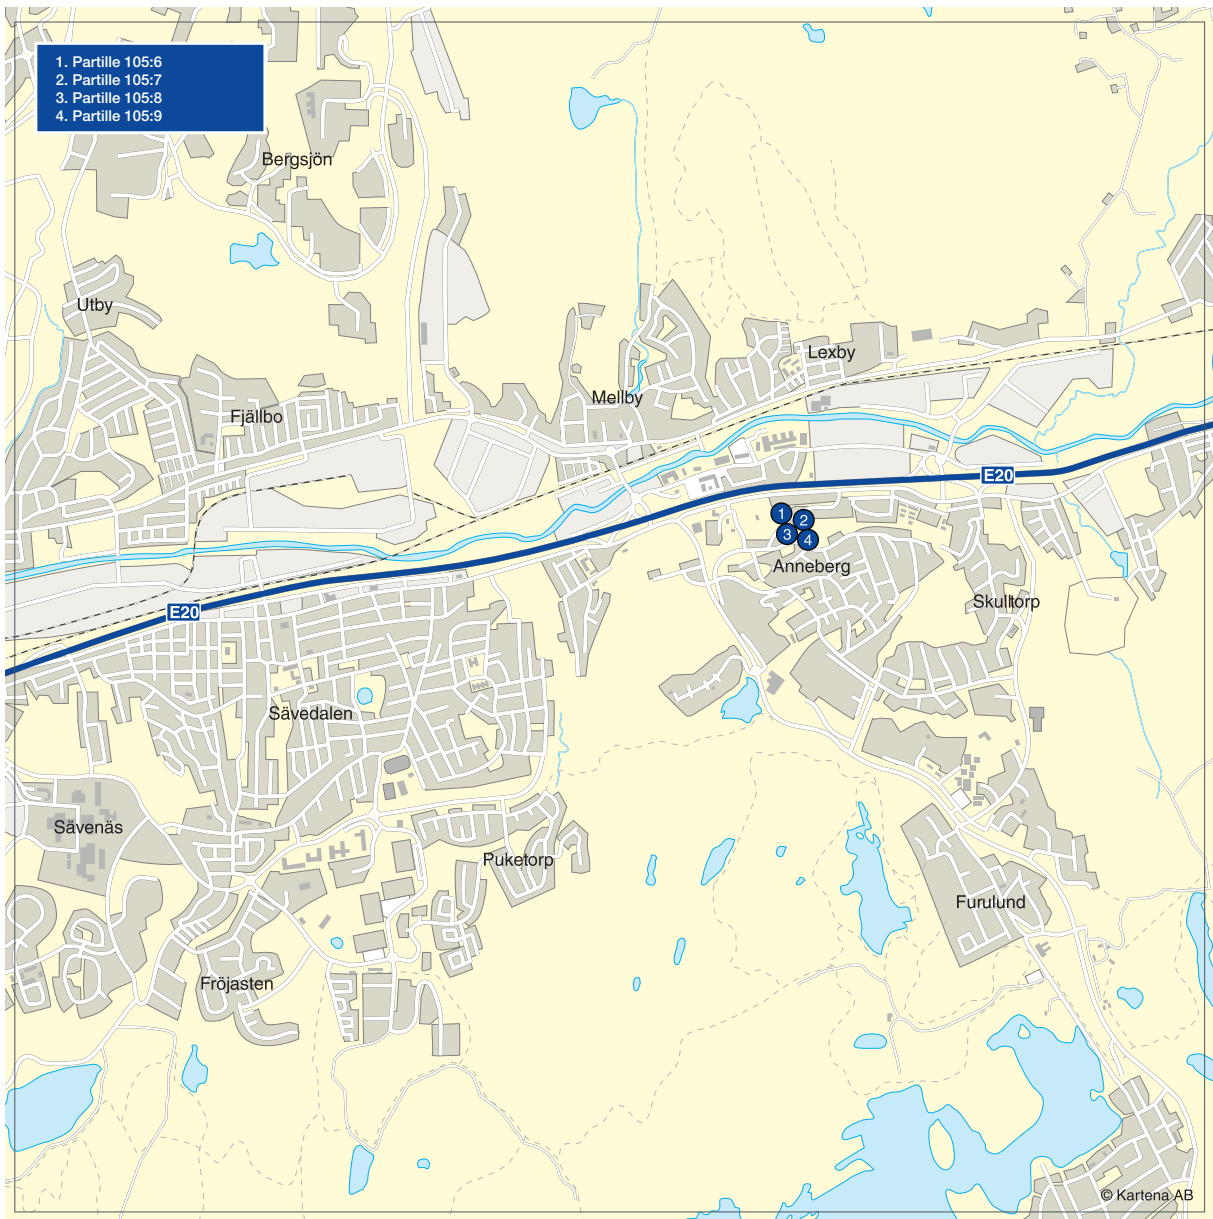 1. Partille 105:6
2. Partille 105:7
3. Partille 105:8
4. Partille 105:9
Bergsjön
Utby
Lexby
Mellby
Fjällbo
E20
1
2
3
4
Anneberg
Skulltorp
E20
Sävedalen
Sävenäs
Puketorp
Furulund
Fröjasten
© Kartena AB